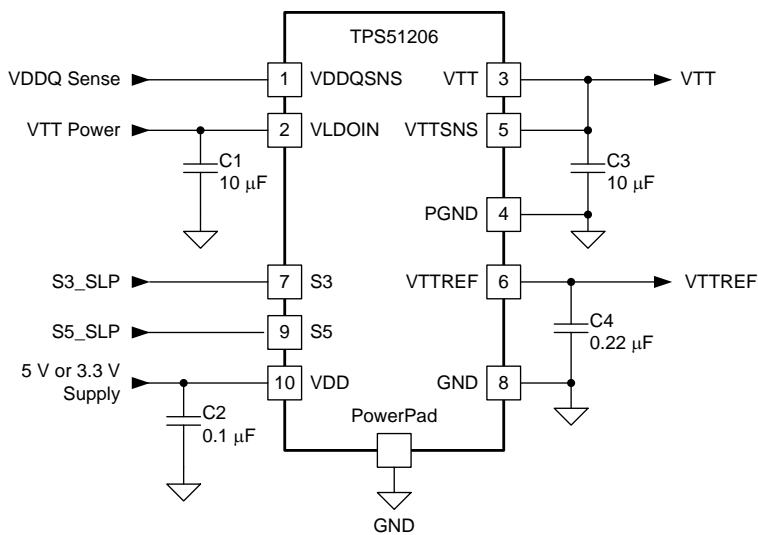 TPS51206
VDDQ Sense 1 VDDQSNS VTT 3 VTT
VTT Power 2 VLDOIN VTTSNS 5
C1
10 μF
C3
10 μF
PGND 4
S3_SLP 7 S3 VTTREF 6 VTTREF
S5_SLP 9 S5
C4
0.22 μF
5 V or 3.3 V
Supply
10 VDD GND 8
C2
0.1 μF
PowerPad
GND